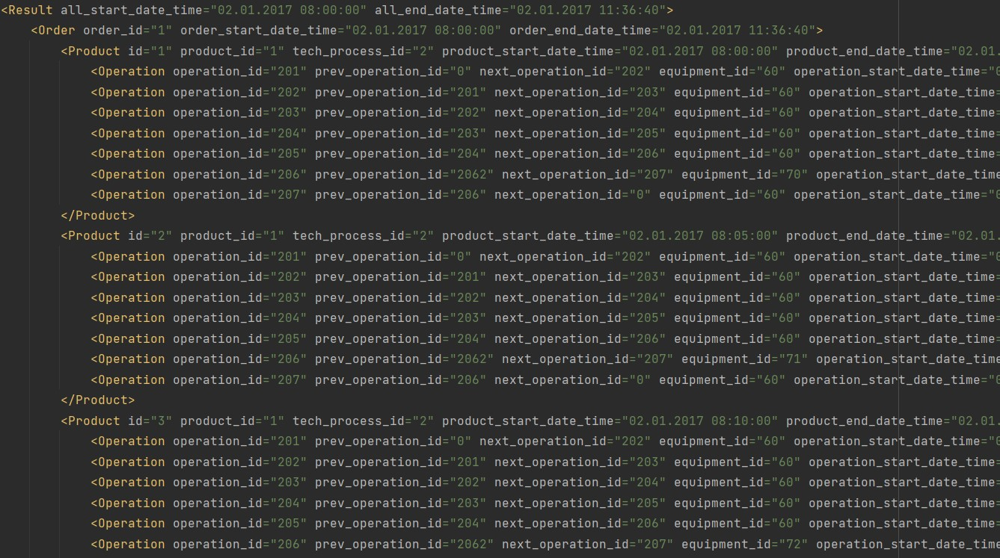 <Result all_start_date_time="02.01.2017 08:00:00" all_end_date_time="02.01.2017 11:36:40">
<Order order_id="1" order_start_date_time="02.01.2017 08:00:00" order_end_date_time="02.01.2017 11:36:40">
<Product id="1" product_id="1" tech_process_id="2" product_start_date_time="02.01.2017 08:00:00" product_end_date_time="02.01.
<Operation operation_id="201" prev_operation_id="0" next_operation_id="202" equipment_id="60" operation_start_date_time="0
<Operation operation_id="202" prev_operation_id="201" next_operation_id="203" equipment_id="60" operation_start_date_time=
<Operation operation_id="203" prev_operation_id="202" next_operation_id="204" equipment_id="60" operation_start_date_time=
<Operation operation_id="204" prev_operation_id="203" next_operation_id="205" equipment_id="60" operation_start_date_time=
<Operation operation_id="205" prev_operation_id="204" next_operation_id="206" equipment_id="60" operation_start_date_time=
<Operation operation_id="206" prev_operation_id="2062" next_operation_id="207" equipment_id="70" operation_start_date_time
<Operation operation_id="207" prev_operation_id="206" next_operation_id="0" equipment_id="60" operation_start_date_time="0
</Product>
<Product id="2" product_id="1" tech_process_id="2" product_start_date_time="02.01.2017 08:05:00" product_end_date_time="02.01.
<Operation operation_id="201" prev_operation_id="0" next_operation_id="202" equipment_id="60" operation_start_date_time="0
<Operation operation_id="202" prev_operation_id="201" next_operation_id="203" equipment_id="60" operation_start_date_time=
<Operation operation_id="203" prev_operation_id="202" next_operation_id="204" equipment_id="60" operation_start_date_time=
<Operation operation_id="204" prev_operation_id="203" next_operation_id="205" equipment_id="60" operation_start_date_time=
<Operation operation_id="205" prev_operation_id="204" next_operation_id="206" equipment_id="60" operation_start_date_time=
<Operation operation_id="206" prev_operation_id="2062" next_operation_id="207" equipment_id="71" operation_start_date_time
<Operation operation_id="207" prev_operation_id="206" next_operation_id="0" equipment_id="60" operation_start_date_time="0
</Product>
<Product id="3" product_id="1" tech_process_id="2" product_start_date_time="02.01.2017 08:10:00" product_end_date_time="02.01.
<Operation operation_id="201" prev_operation_id="0" next_operation_id="202" equipment_id="60" operation_start_date_time="0
<Operation operation_id="202" prev_operation_id="201" next_operation_id="203" equipment_id="60" operation_start_date_time=
<Operation operation_id="203" prev_operation_id="202" next_operation_id="204" equipment_id="60" operation_start_date_time=
<Operation operation_id="204" prev_operation_id="203" next_operation_id="205" equipment_id="60" operation_start_date_time=
<Operation operation_id="205" prev_operation_id="204" next_operation_id="206" equipment_id="60" operation_start_date_time=
<Operation operation_id="206" prev_operation_id="2062" next_operation_id="207" equipment_id="72" operation_start_date_time